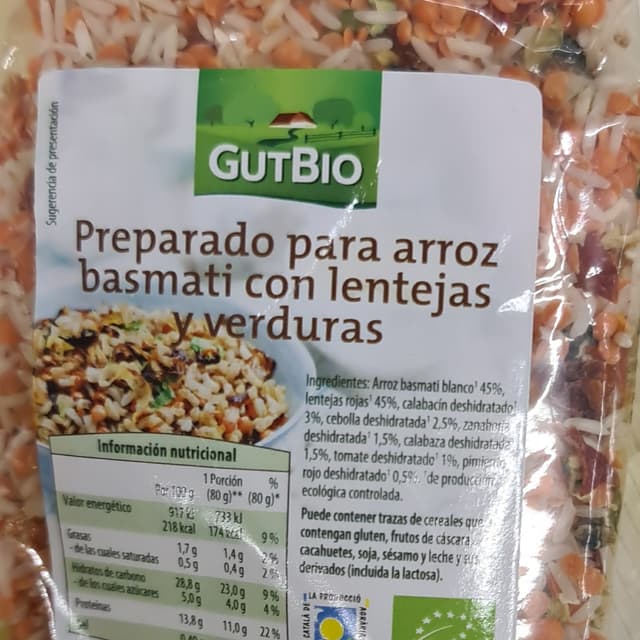 Sugerencia de presentación
GUTBIO
Preparado para arroz
basmati con lentejas
y verduras
Ingredientes: Arroz basmati blanco¹ 45%,
lentejas rojas¹ 45%, calabacín deshidratado¹
3%, cebolla deshidratada¹ 2,5%, zanahoria
deshidratada¹ 1,5%, calabaza deshidratada
1,5%, tomate deshidratado¹ 1%, pimiento
rojo deshidratado¹ 0,5%. ¹de producción
ecológica controlada.
Puede contener trazas de cereales que
contengan gluten, frutos de cáscara,
cacahuetes, soja, sésamo y leche y sus
derivados (incluida la lactosa).
Información nutricional
1 Porción %
Por 100 g (80 g)** (80 g)*
Valor energético 917 kJ 733 kJ
218 kcal 174 kcal 9%
Grasas 1,7 g 1,4 g 2%
-de las cuales saturadas 0,5 g 0,4 g 2%
Hidratos de carbono 28,8 g 23,0 g 9%
-de los cuales azúcares 5,0 g 4,0 g 4%
Proteínas 13,8 g 11,0 g 22%
LA PROTECCIÓ